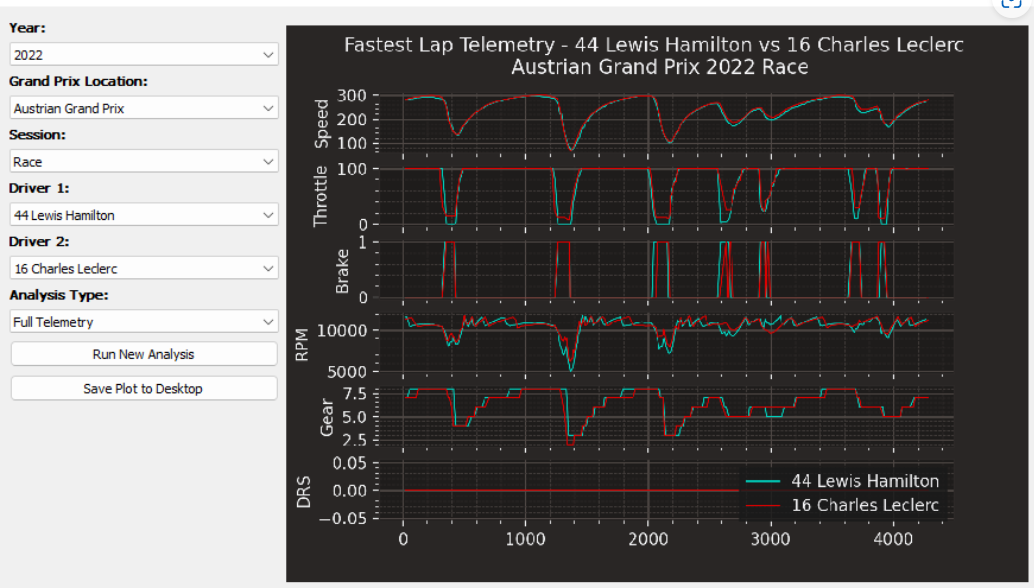 Year:
2022
Grand Prix Location:
Austrian Grand Prix
Session:
Race
Driver 1:
44 Lewis Hamilton
Driver 2:
16 Charles Leclerc
Analysis Type:
Full Telemetry
Run New Analysis
Save Plot to Desktop
Fastest Lap Telemetry - 44 Lewis Hamilton vs 16 Charles Leclerc
Austrian Grand Prix 2022 Race
Speed
300
200
100
Throttle
100
0
Brake
1
0
RPM
10000
5000
Gear
7.5
5.0
2.5
DRS
0.05
0.00
−0.05
44 Lewis Hamilton
16 Charles Leclerc
0 1000 2000 3000 4000